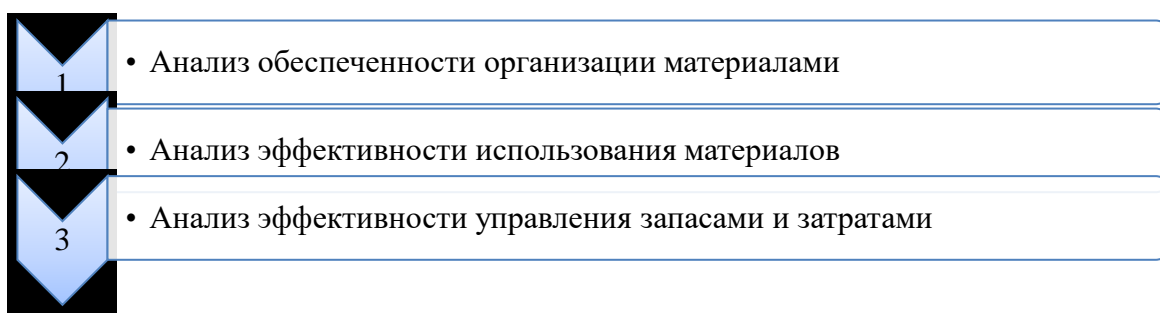 1
• Анализ обеспеченности организации материалами
2
• Анализ эффективности использования материалов
3
• Анализ эффективности управления запасами и затратами